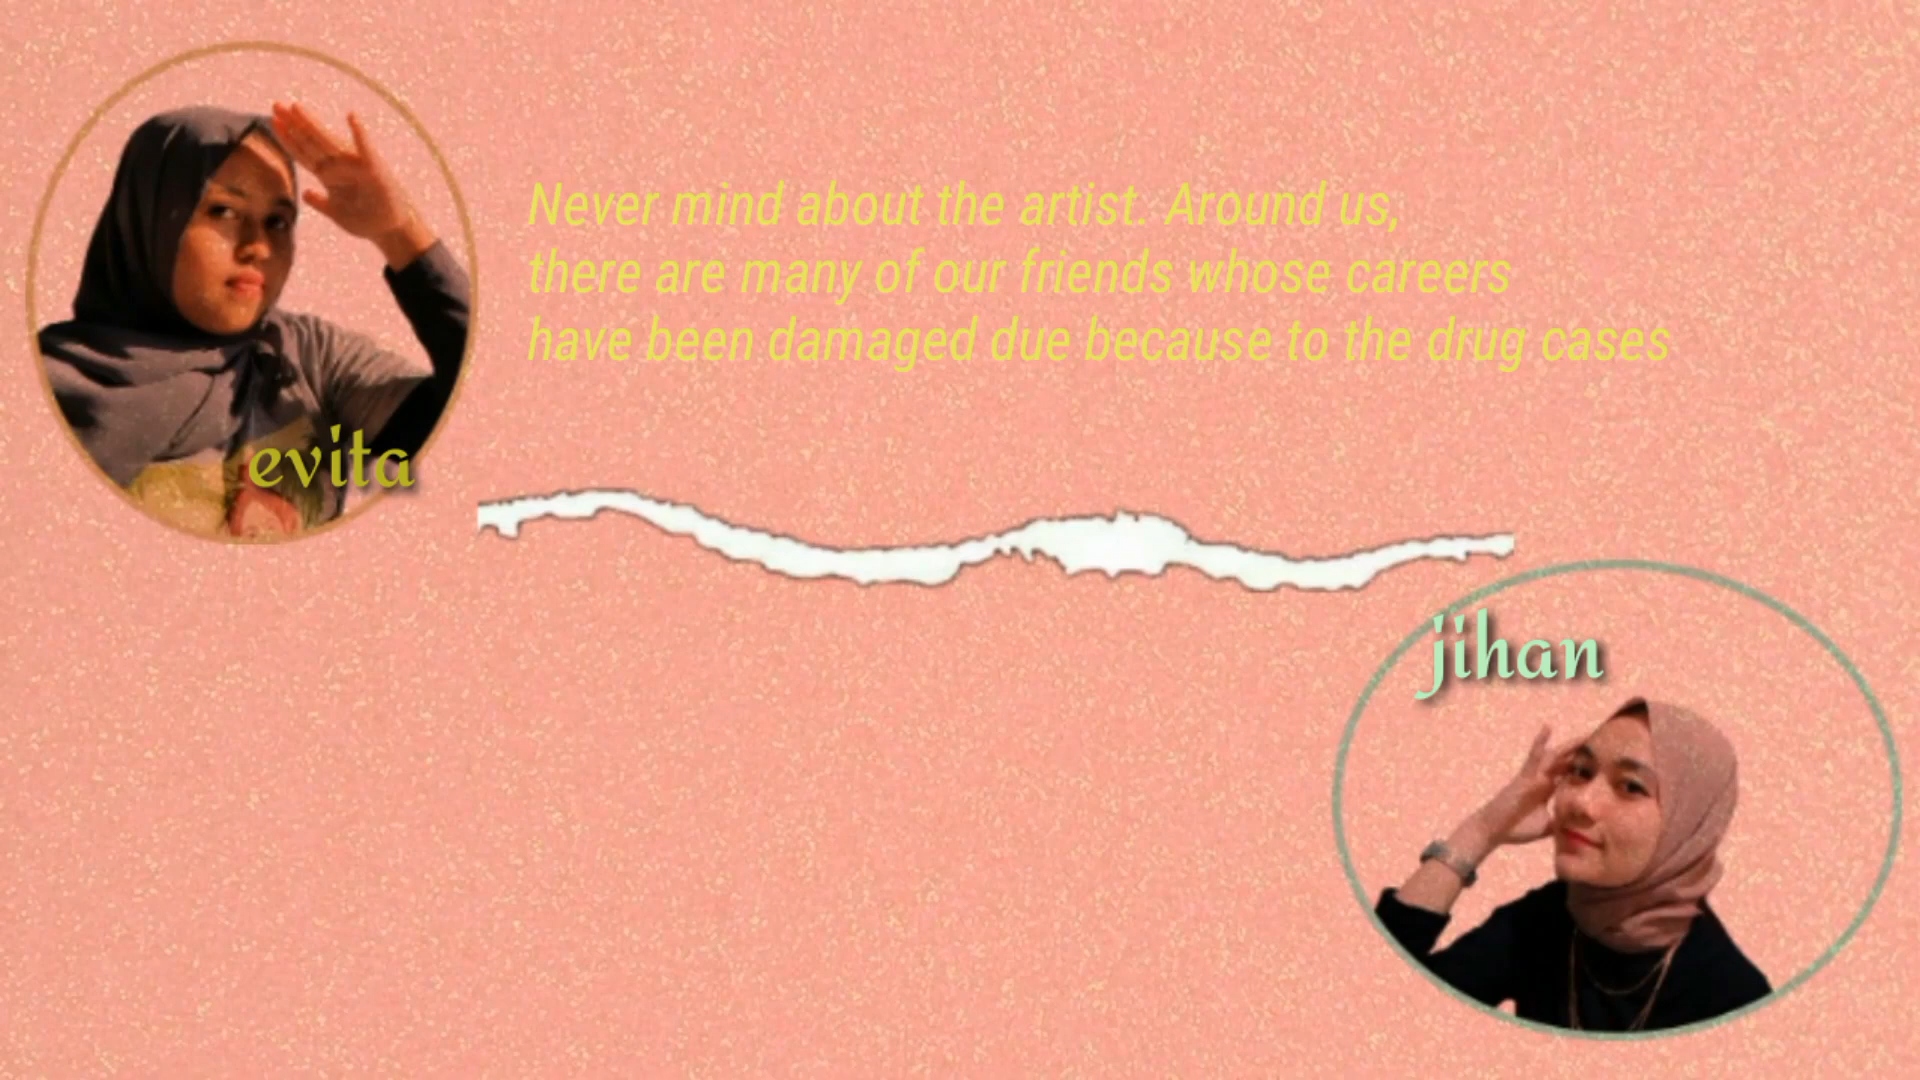 Never mind about the artist. Around us,
there are many of our friends whose careers
have been damaged due because to the drug cases
evita
jihan